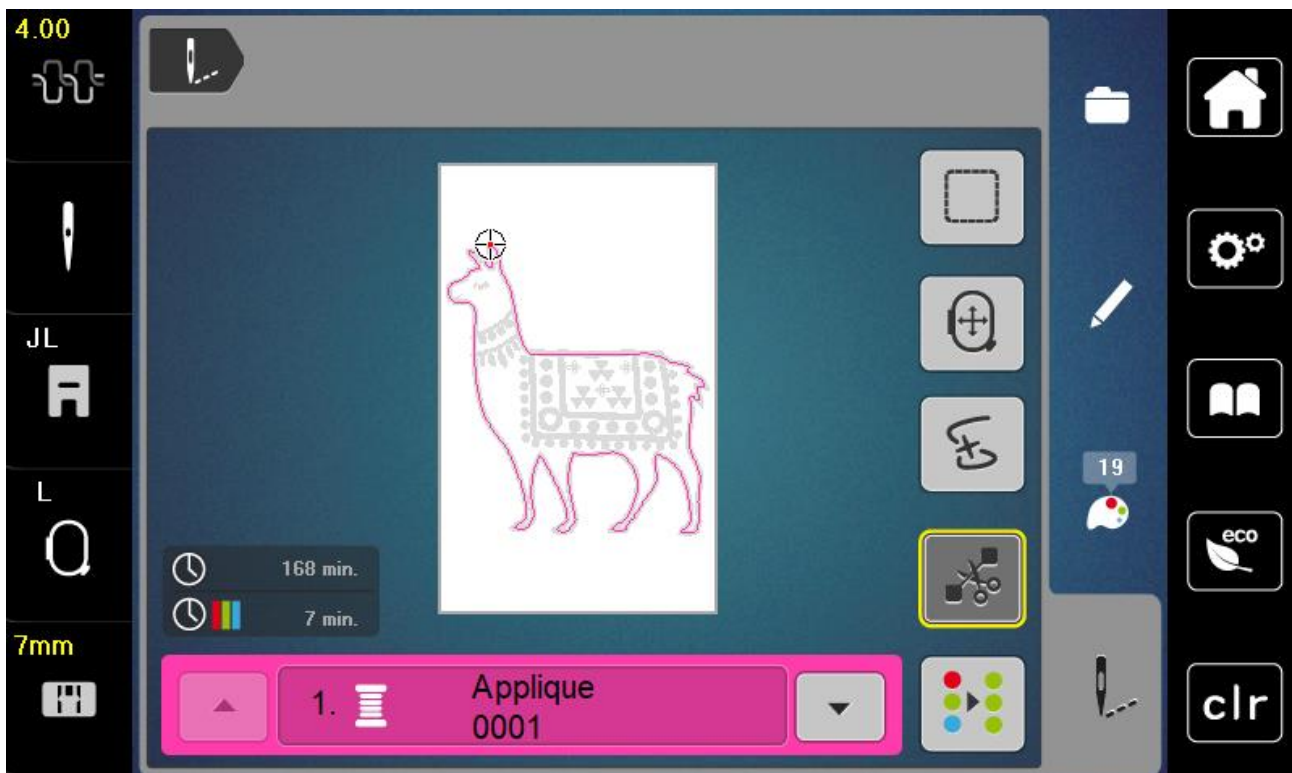 4.00
JL
L
7mm
168 min.
7 min.
1.
Applique
0001
19
eco
clr